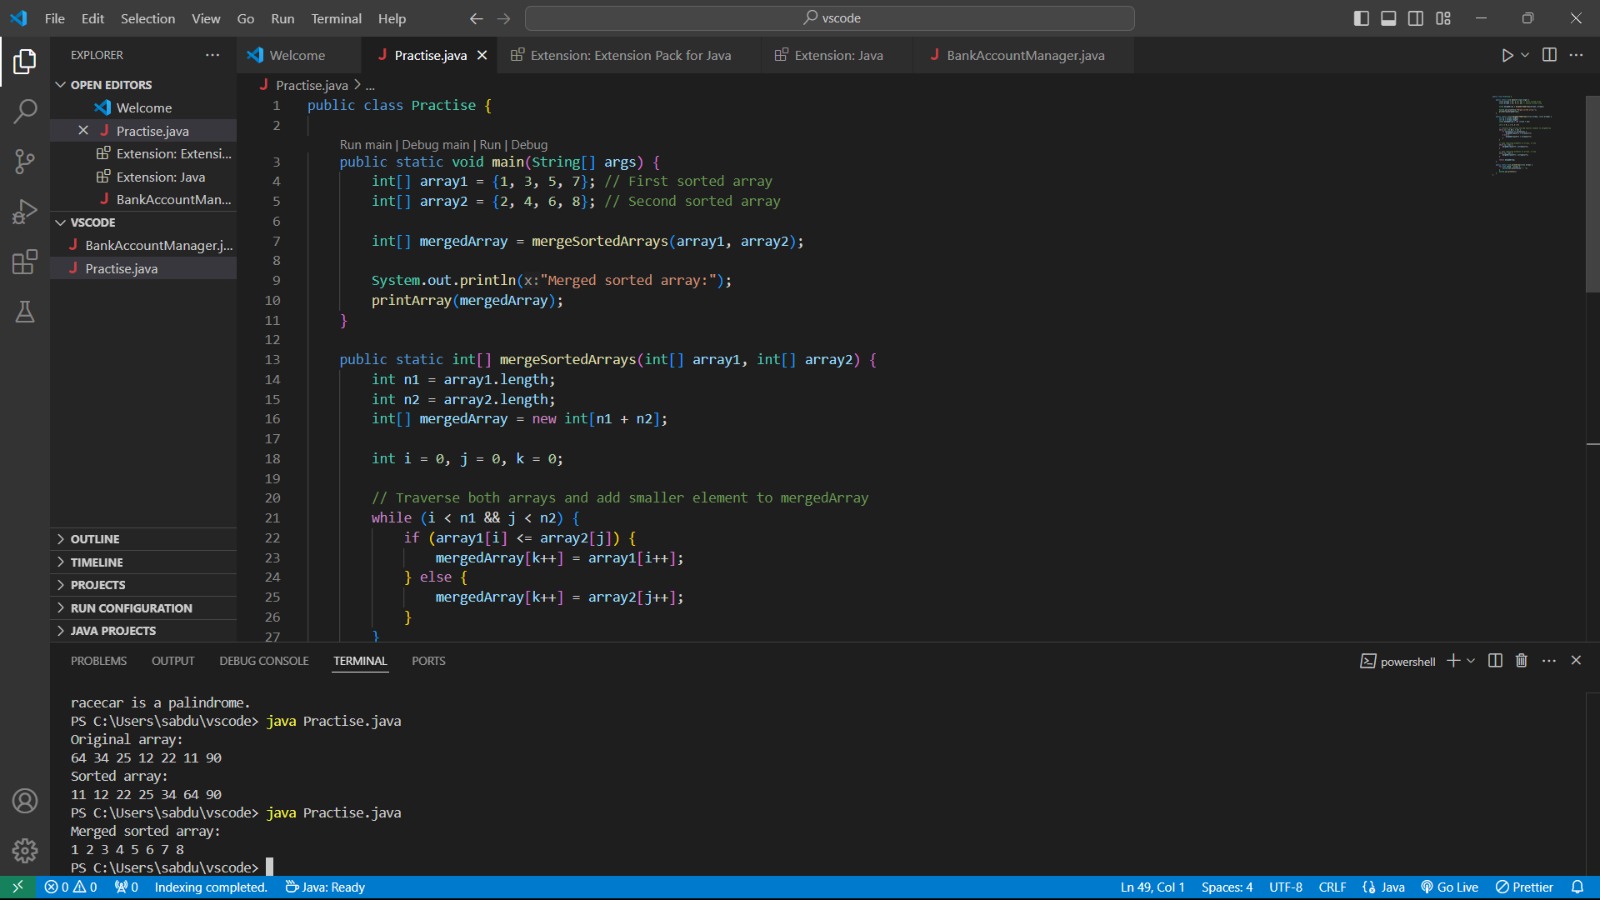 File Edit Selection View Go Run Terminal Help
vscode
EXPLORER
OPEN EDITORS
Welcome
Practise.java
Extension: Extensi...
Extension: Java
BankAccountMan...
VSCODE
BankAccountManager.j...
Practise.java
OUTLINE
TIMELINE
PROJECTS
RUN CONFIGURATION
JAVA PROJECTS
Welcome Practise.java Extension: Extension Pack for Java Extension: Java BankAccountManager.java
Practise.java > ...
1 public class Practise {
2
Run main | Debug main | Run | Debug
3 public static void main(String[] args) {
4 int[] array1 = {1, 3, 5, 7}; // First sorted array
5 int[] array2 = {2, 4, 6, 8}; // Second sorted array
6
7 int[] mergedArray = mergeSortedArrays(array1, array2);
8
9 System.out.println(x:"Merged sorted array:");
10 printArray(mergedArray);
11 }
12
13 public static int[] mergeSortedArrays(int[] array1, int[] array2) {
14 int n1 = array1.length;
15 int n2 = array2.length;
16 int[] mergedArray = new int[n1 + n2];
17
18 int i = 0, j = 0, k = 0;
19
20 // Traverse both arrays and add smaller element to mergedArray
21 while (i < n1 && j < n2) {
22 if (array1[i] <= array2[j]) {
23 mergedArray[k++] = array1[i++];
24 } else {
25 mergedArray[k++] = array2[j++];
26 }
27 }
PROBLEMS OUTPUT DEBUG CONSOLE TERMINAL PORTS
powershell
racecar is a palindrome.
PS C:\Users\sabdu\vscode> java Practise.java
Original array:
64 34 25 12 22 11 90
Sorted array:
11 12 22 25 34 64 90
PS C:\Users\sabdu\vscode> java Practise.java
Merged sorted array:
1 2 3 4 5 6 7 8
PS C:\Users\sabdu\vscode>
0 0 0 Indexing completed. Java: Ready Ln 49, Col 1 Spaces: 4 UTF-8 CRLF Java Go Live Prettier